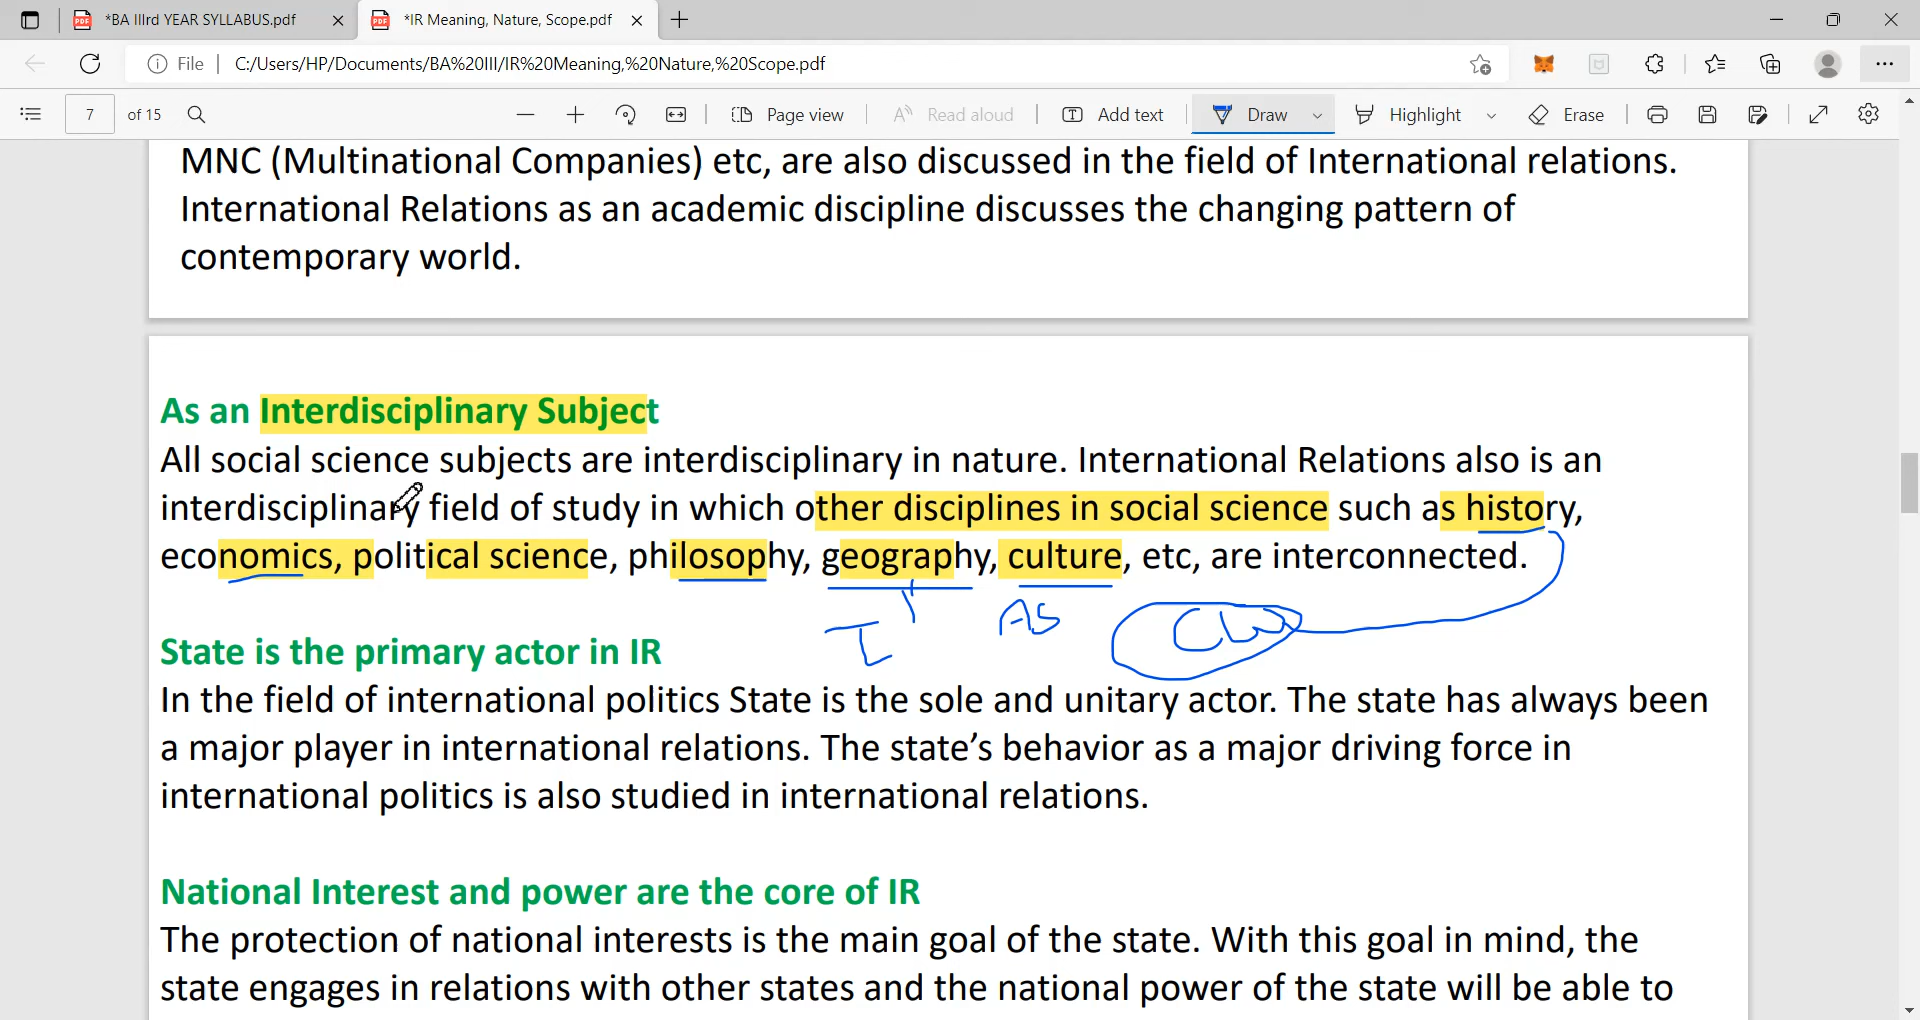 *BA IIIrd YEAR SYLLABUS.pdf
*IR Meaning, Nature, Scope.pdf
File
C:/Users/HP/Documents/BA%20III/IR%20Meaning,%20Nature,%20Scope.pdf
7 of 15
Page view
Read aloud
Add text
Draw
Highlight
Erase
MNC (Multinational Companies) etc, are also discussed in the field of International relations.
International Relations as an academic discipline discusses the changing pattern of
contemporary world.
As an Interdisciplinary Subject
All social science subjects are interdisciplinary in nature. International Relations also is an
interdisciplinary field of study in which other disciplines in social science such as history,
economics, political science, philosophy, geography, culture, etc, are interconnected.
AS
State is the primary actor in IR
In the field of international politics State is the sole and unitary actor. The state has always been
a major player in international relations. The state’s behavior as a major driving force in
international politics is also studied in international relations.
National Interest and power are the core of IR
The protection of national interests is the main goal of the state. With this goal in mind, the
state engages in relations with other states and the national power of the state will be able to